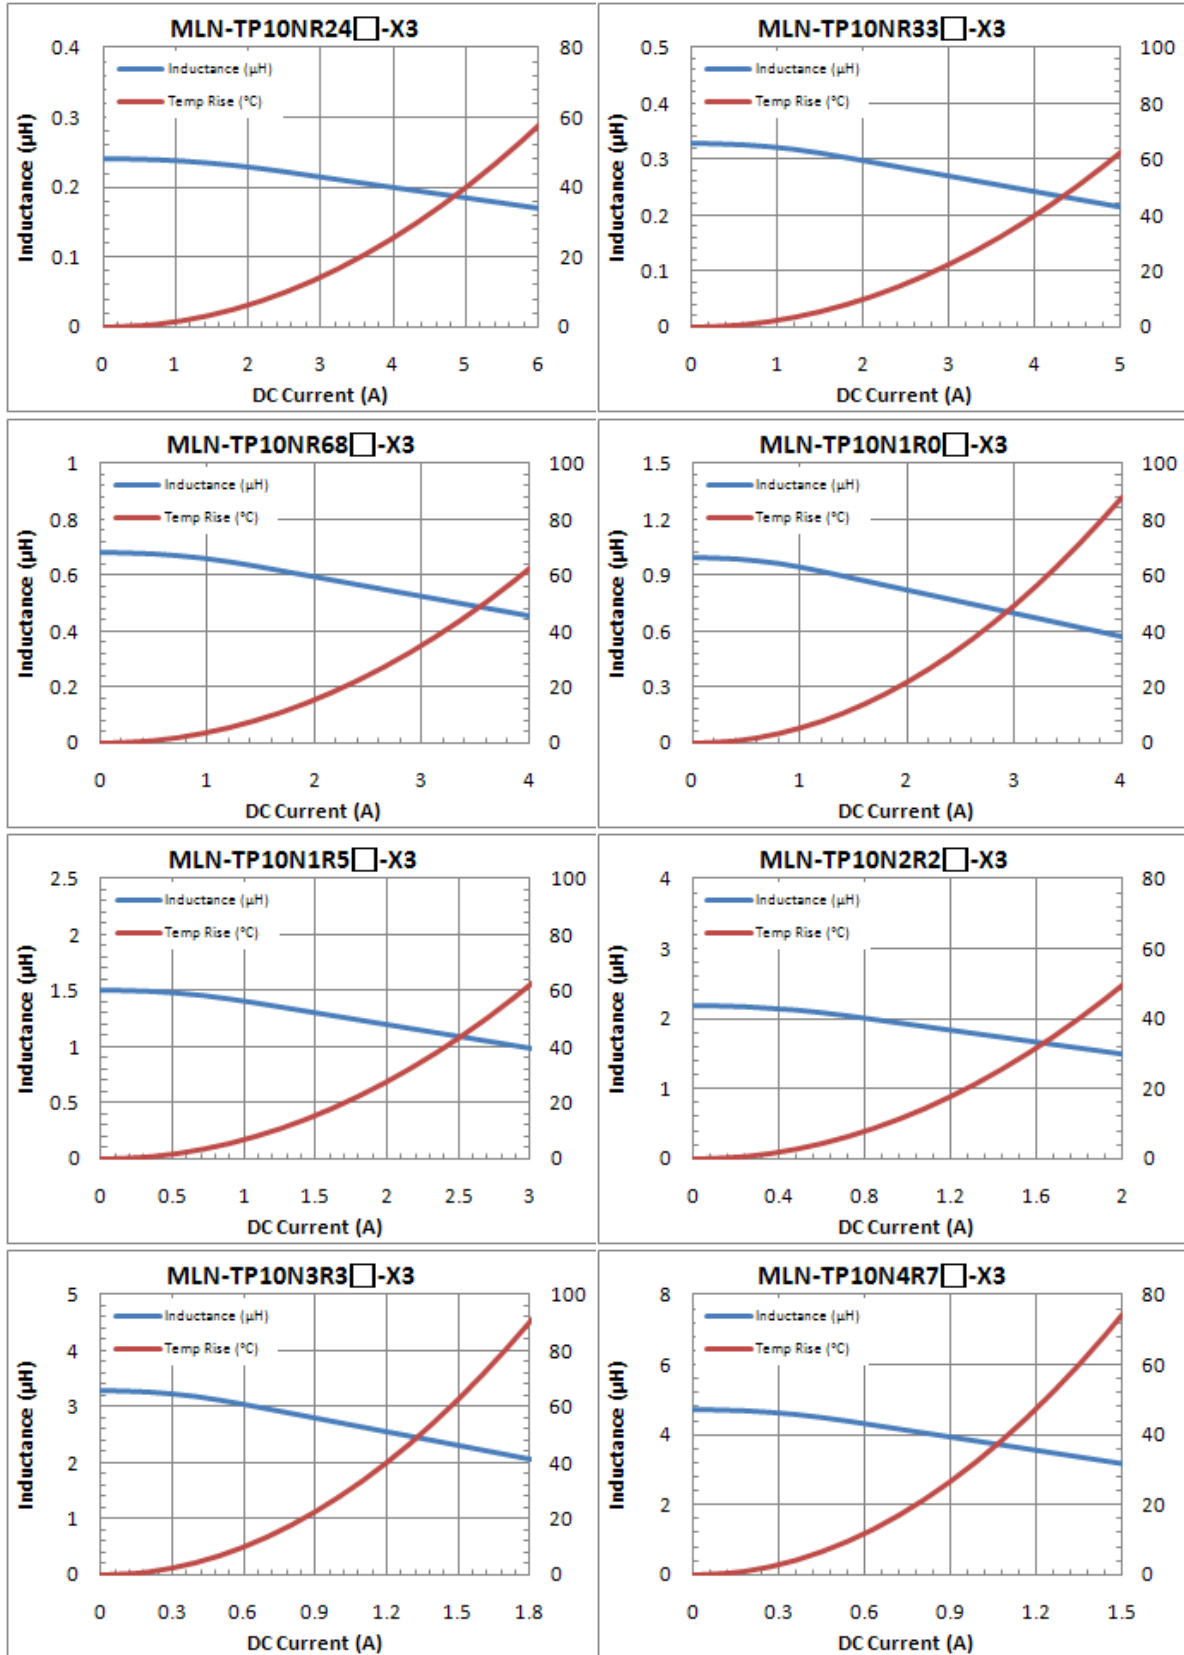 MLN-TP10NR24□-X3
Inductance (µH)
Temp Rise (°C)
0.4
0.3
0.2
0.1
0
80
60
40
20
0
Inductance (µH)
0 1 2 3 4 5 6
DC Current (A)
MLN-TP10NR33□-X3
Inductance (µH)
Temp Rise (°C)
0.5
0.4
0.3
0.2
0.1
0
100
80
60
40
20
0
Inductance (µH)
0 1 2 3 4 5
DC Current (A)
MLN-TP10NR68□-X3
Inductance (µH)
Temp Rise (°C)
1
0.8
0.6
0.4
0.2
0
100
80
60
40
20
0
Inductance (µH)
0 1 2 3 4
DC Current (A)
MLN-TP10N1R0□-X3
Inductance (µH)
Temp Rise (°C)
1.5
1.2
0.9
0.6
0.3
0
100
80
60
40
20
0
Inductance (µH)
0 1 2 3 4
DC Current (A)
MLN-TP10N1R5□-X3
Inductance (µH)
Temp Rise (°C)
2.5
2
1.5
1
0.5
0
100
80
60
40
20
0
Inductance (µH)
0 0.5 1 1.5 2 2.5 3
DC Current (A)
MLN-TP10N2R2□-X3
Inductance (µH)
Temp Rise (°C)
4
3
2
1
0
80
60
40
20
0
Inductance (µH)
0 0.4 0.8 1.2 1.6 2
DC Current (A)
MLN-TP10N3R3□-X3
Inductance (µH)
Temp Rise (°C)
5
4
3
2
1
0
100
80
60
40
20
0
Inductance (µH)
0 0.3 0.6 0.9 1.2 1.5 1.8
DC Current (A)
MLN-TP10N4R7□-X3
Inductance (µH)
Temp Rise (°C)
8
6
4
2
0
80
60
40
20
0
Inductance (µH)
0 0.3 0.6 0.9 1.2 1.5
DC Current (A)